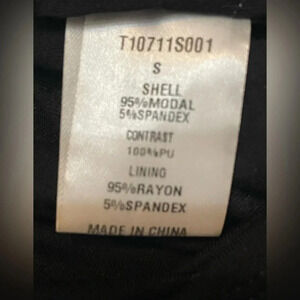 T10711S001
S
SHELL
95%MODAL
5%SPANDEX
CONTRAST
100%PU
LINING
95%RAYON
5%SPANDEX
MADE IN CHINA